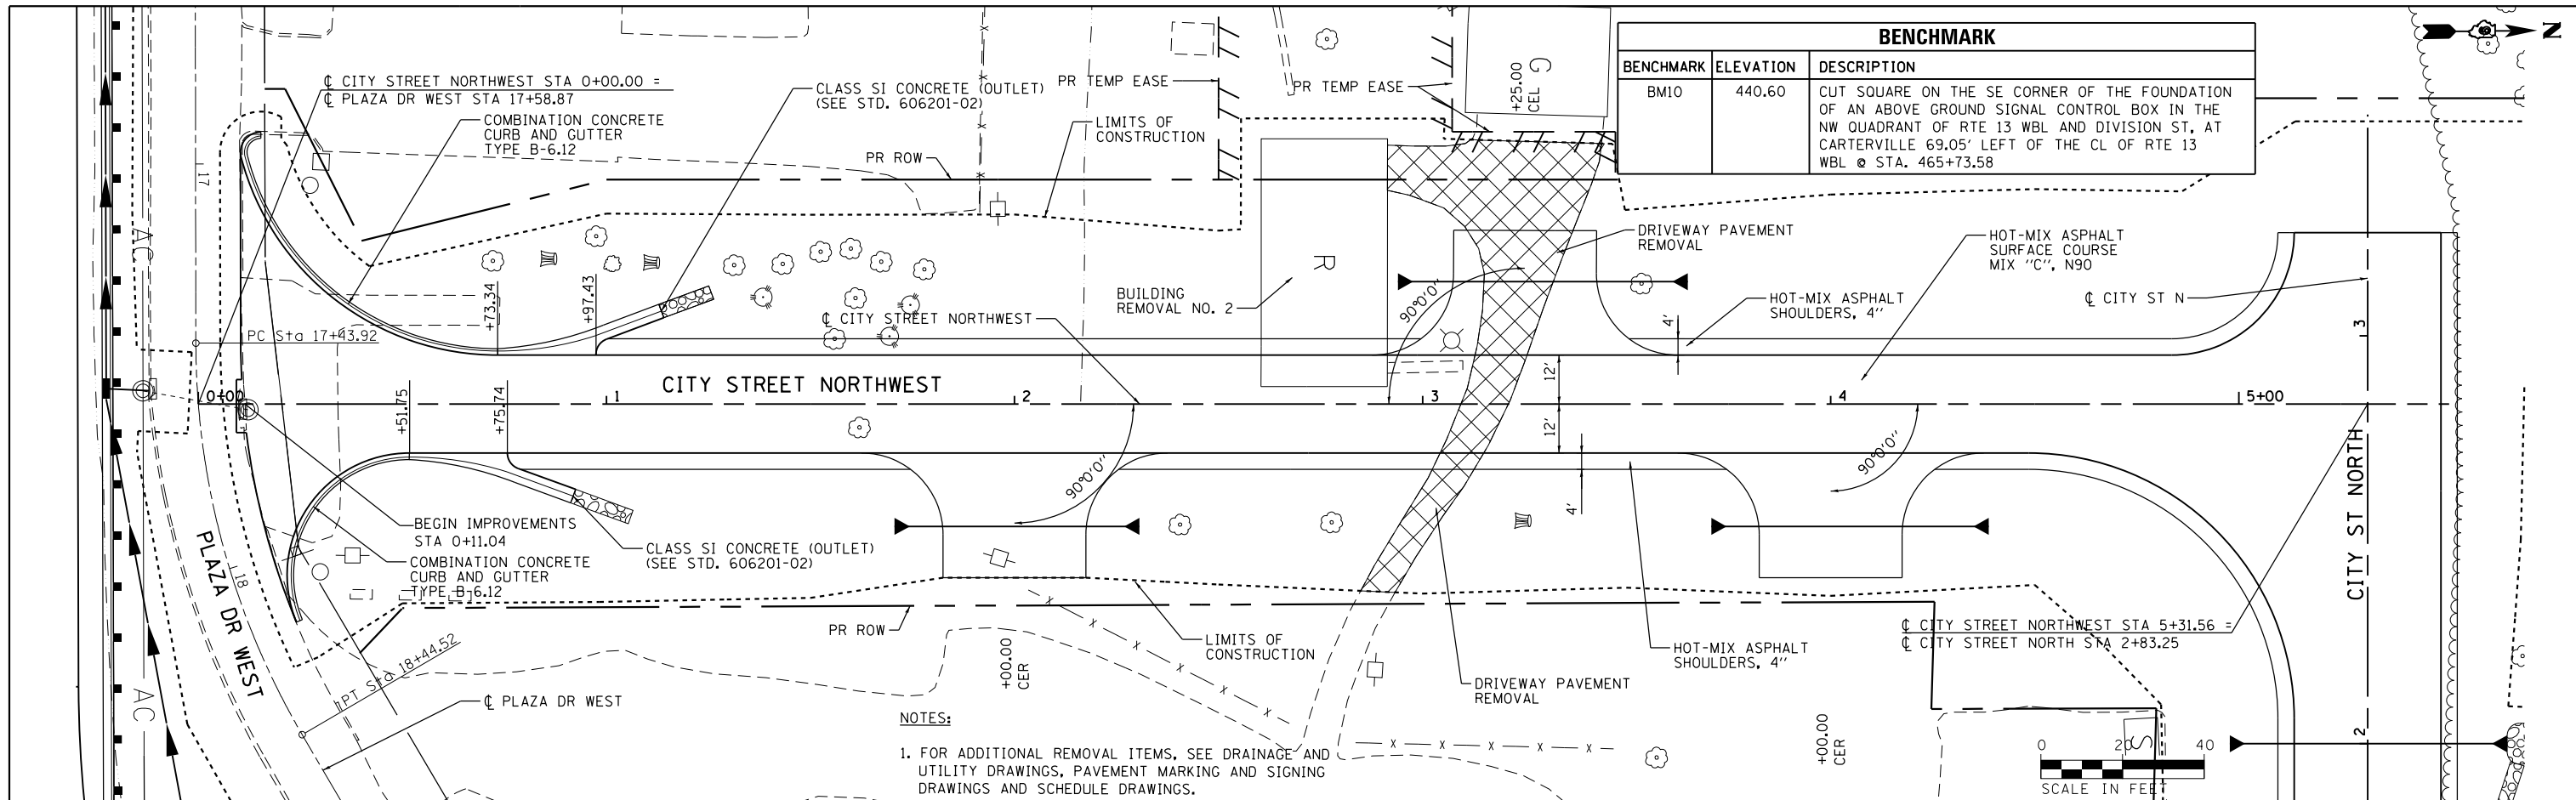 BENCHMARK
BENCHMARK ELEVATION DESCRIPTION
BM10 440.60 CUT SQUARE ON THE SE CORNER OF THE FOUNDATION
OF AN ABOVE GROUND SIGNAL CONTROL BOX IN THE
NW QUADRANT OF RTE 13 WBL AND DIVISION ST, AT
CARTERVILLE 69.05' LEFT OF THE CL OF RTE 13
WBL @ STA. 465+73.58
N
℄ CITY STREET NORTHWEST STA 0+00.00 =
℄ PLAZA DR WEST STA 17+58.87
COMBINATION CONCRETE
CURB AND GUTTER
TYPE B-6.12
CLASS SI CONCRETE (OUTLET)
(SEE STD. 606201-02)
PR TEMP EASE
PR TEMP EASE
LIMITS OF
CONSTRUCTION
PR ROW
+25.00
CEL
G
17
AC
DRIVEWAY PAVEMENT
REMOVAL
HOT-MIX ASPHALT
SURFACE COURSE
MIX "C", N90
℄ CITY ST N
HOT-MIX ASPHALT
SHOULDERS, 4"
BUILDING
REMOVAL NO. 2
R
90°0'0"
℄ CITY STREET NORTHWEST
+73.34
+97.43
PC Sta 17+43.92
4'
3
CITY STREET NORTHWEST
12'
0+00
1
2
3
4
5+00
+51.75
+75.74
12'
90°0'0"
90°0'0"
4'
CITY ST NORTH
BEGIN IMPROVEMENTS
STA 0+11.04
COMBINATION CONCRETE
CURB AND GUTTER
TYPE B-6.12
CLASS SI CONCRETE (OUTLET)
(SEE STD. 606201-02)
PLAZA DR WEST
18
PR ROW
LIMITS OF
CONSTRUCTION
℄ CITY STREET NORTHWEST STA 5+31.56 =
℄ CITY STREET NORTH STA 2+83.25
HOT-MIX ASPHALT
SHOULDERS, 4"
DRIVEWAY PAVEMENT
REMOVAL
PT Sta 18+44.52
+00.00
CER
AC
℄ PLAZA DR WEST
+00.00
CER
2
S
0 20 40
SCALE IN FEET
NOTES:
1. FOR ADDITIONAL REMOVAL ITEMS, SEE DRAINAGE AND
UTILITY DRAWINGS, PAVEMENT MARKING AND SIGNING
DRAWINGS AND SCHEDULE DRAWINGS.